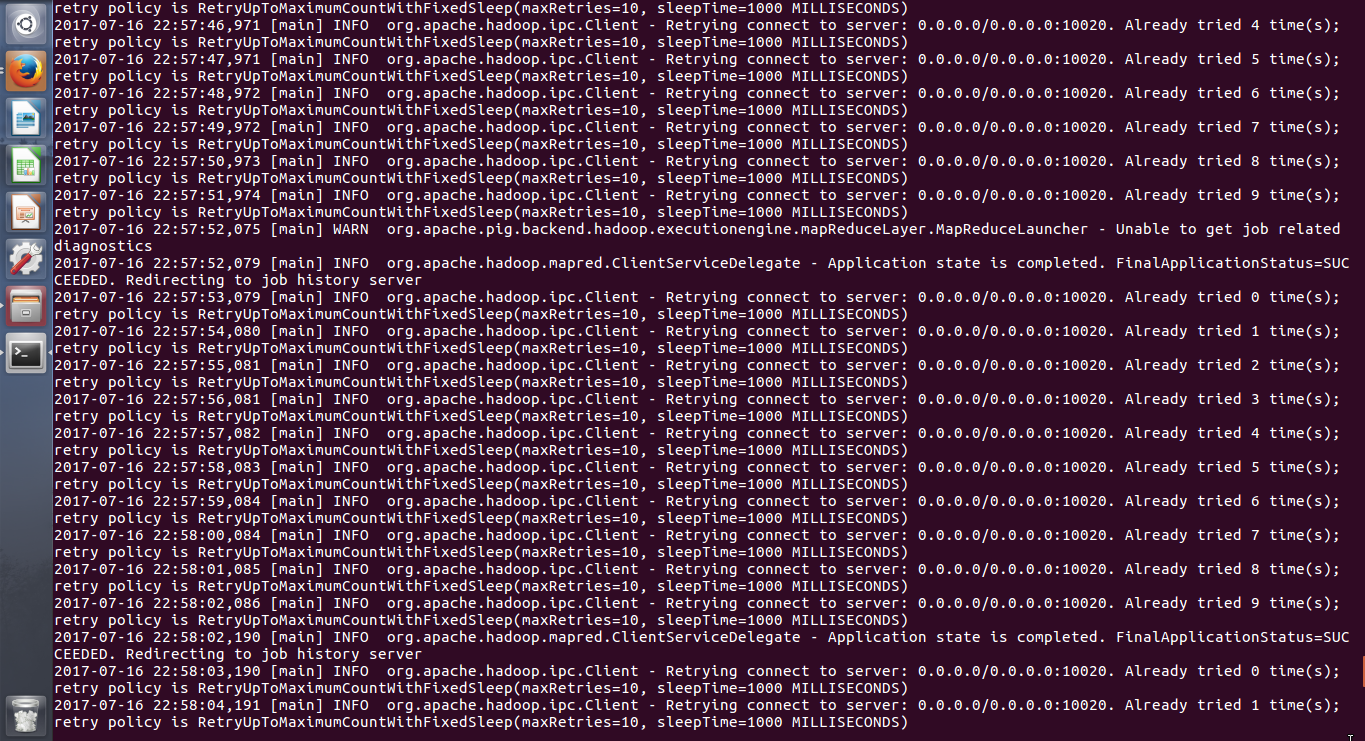 retry policy is RetryUpToMaximumCountWithFixedSleep(maxRetries=10, sleepTime=1000 MILLISECONDS)
2017-07-16 22:57:46,971 [main] INFO  org.apache.hadoop.ipc.Client - Retrying connect to server: 0.0.0.0/0.0.0.0:10020. Already tried 4 time(s);
retry policy is RetryUpToMaximumCountWithFixedSleep(maxRetries=10, sleepTime=1000 MILLISECONDS)
2017-07-16 22:57:47,971 [main] INFO  org.apache.hadoop.ipc.Client - Retrying connect to server: 0.0.0.0/0.0.0.0:10020. Already tried 5 time(s);
retry policy is RetryUpToMaximumCountWithFixedSleep(maxRetries=10, sleepTime=1000 MILLISECONDS)
2017-07-16 22:57:48,972 [main] INFO  org.apache.hadoop.ipc.Client - Retrying connect to server: 0.0.0.0/0.0.0.0:10020. Already tried 6 time(s);
retry policy is RetryUpToMaximumCountWithFixedSleep(maxRetries=10, sleepTime=1000 MILLISECONDS)
2017-07-16 22:57:49,972 [main] INFO  org.apache.hadoop.ipc.Client - Retrying connect to server: 0.0.0.0/0.0.0.0:10020. Already tried 7 time(s);
retry policy is RetryUpToMaximumCountWithFixedSleep(maxRetries=10, sleepTime=1000 MILLISECONDS)
2017-07-16 22:57:50,973 [main] INFO  org.apache.hadoop.ipc.Client - Retrying connect to server: 0.0.0.0/0.0.0.0:10020. Already tried 8 time(s);
retry policy is RetryUpToMaximumCountWithFixedSleep(maxRetries=10, sleepTime=1000 MILLISECONDS)
2017-07-16 22:57:51,974 [main] INFO  org.apache.hadoop.ipc.Client - Retrying connect to server: 0.0.0.0/0.0.0.0:10020. Already tried 9 time(s);
retry policy is RetryUpToMaximumCountWithFixedSleep(maxRetries=10, sleepTime=1000 MILLISECONDS)
2017-07-16 22:57:52,075 [main] WARN  org.apache.pig.backend.hadoop.executionengine.mapReduceLayer.MapReduceLauncher - Unable to get job related
diagnostics
2017-07-16 22:57:52,079 [main] INFO  org.apache.hadoop.mapred.ClientServiceDelegate - Application state is completed. FinalApplicationStatus=SUC
CEEDED. Redirecting to job history server
2017-07-16 22:57:53,079 [main] INFO  org.apache.hadoop.ipc.Client - Retrying connect to server: 0.0.0.0/0.0.0.0:10020. Already tried 0 time(s);
retry policy is RetryUpToMaximumCountWithFixedSleep(maxRetries=10, sleepTime=1000 MILLISECONDS)
2017-07-16 22:57:54,080 [main] INFO  org.apache.hadoop.ipc.Client - Retrying connect to server: 0.0.0.0/0.0.0.0:10020. Already tried 1 time(s);
retry policy is RetryUpToMaximumCountWithFixedSleep(maxRetries=10, sleepTime=1000 MILLISECONDS)
2017-07-16 22:57:55,081 [main] INFO  org.apache.hadoop.ipc.Client - Retrying connect to server: 0.0.0.0/0.0.0.0:10020. Already tried 2 time(s);
retry policy is RetryUpToMaximumCountWithFixedSleep(maxRetries=10, sleepTime=1000 MILLISECONDS)
2017-07-16 22:57:56,081 [main] INFO  org.apache.hadoop.ipc.Client - Retrying connect to server: 0.0.0.0/0.0.0.0:10020. Already tried 3 time(s);
retry policy is RetryUpToMaximumCountWithFixedSleep(maxRetries=10, sleepTime=1000 MILLISECONDS)
2017-07-16 22:57:57,082 [main] INFO  org.apache.hadoop.ipc.Client - Retrying connect to server: 0.0.0.0/0.0.0.0:10020. Already tried 4 time(s);
retry policy is RetryUpToMaximumCountWithFixedSleep(maxRetries=10, sleepTime=1000 MILLISECONDS)
2017-07-16 22:57:58,083 [main] INFO  org.apache.hadoop.ipc.Client - Retrying connect to server: 0.0.0.0/0.0.0.0:10020. Already tried 5 time(s);
retry policy is RetryUpToMaximumCountWithFixedSleep(maxRetries=10, sleepTime=1000 MILLISECONDS)
2017-07-16 22:57:59,084 [main] INFO  org.apache.hadoop.ipc.Client - Retrying connect to server: 0.0.0.0/0.0.0.0:10020. Already tried 6 time(s);
retry policy is RetryUpToMaximumCountWithFixedSleep(maxRetries=10, sleepTime=1000 MILLISECONDS)
2017-07-16 22:58:00,084 [main] INFO  org.apache.hadoop.ipc.Client - Retrying connect to server: 0.0.0.0/0.0.0.0:10020. Already tried 7 time(s);
retry policy is RetryUpToMaximumCountWithFixedSleep(maxRetries=10, sleepTime=1000 MILLISECONDS)
2017-07-16 22:58:01,085 [main] INFO  org.apache.hadoop.ipc.Client - Retrying connect to server: 0.0.0.0/0.0.0.0:10020. Already tried 8 time(s);
retry policy is RetryUpToMaximumCountWithFixedSleep(maxRetries=10, sleepTime=1000 MILLISECONDS)
2017-07-16 22:58:02,086 [main] INFO  org.apache.hadoop.ipc.Client - Retrying connect to server: 0.0.0.0/0.0.0.0:10020. Already tried 9 time(s);
retry policy is RetryUpToMaximumCountWithFixedSleep(maxRetries=10, sleepTime=1000 MILLISECONDS)
2017-07-16 22:58:02,190 [main] INFO  org.apache.hadoop.mapred.ClientServiceDelegate - Application state is completed. FinalApplicationStatus=SUC
CEEDED. Redirecting to job history server
2017-07-16 22:58:03,190 [main] INFO  org.apache.hadoop.ipc.Client - Retrying connect to server: 0.0.0.0/0.0.0.0:10020. Already tried 0 time(s);
retry policy is RetryUpToMaximumCountWithFixedSleep(maxRetries=10, sleepTime=1000 MILLISECONDS)
2017-07-16 22:58:04,191 [main] INFO  org.apache.hadoop.ipc.Client - Retrying connect to server: 0.0.0.0/0.0.0.0:10020. Already tried 1 time(s);
retry policy is RetryUpToMaximumCountWithFixedSleep(maxRetries=10, sleepTime=1000 MILLISECONDS)